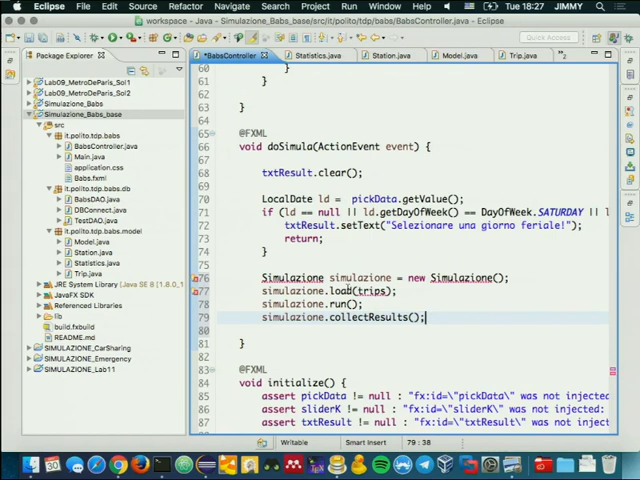 Eclipse File Edit Source Refactor Navigate Search Project Run Window Help Tue 18:27 JIMMY
workspace - Java - Simulazione_Babs_base/src/it/polito/tdp/babs/BabsController.java - Eclipse
Quick Access
Package Explorer
*BabsController Statistics.java Station.java Model.java Trip.java
Lab09_MetroDeParis_Sol1
Lab09_MetroDeParis_Sol2
Simulazione_Babs
Simulazione_Babs_base
src
it.polito.tdp.babs
BabsController.java
Main.java
application.css
Babs.fxml
it.polito.tdp.babs.db
BabsDAO.java
DBConnect.java
TestDAO.java
it.polito.tdp.babs.model
Model.java
Station.java
Statistics.java
Trip.java
JRE System Library [Java SE 8 [1.8.0
JavaFX SDK
Referenced Libraries
lib
build.fxbuild
README.md
Simulazione_CarSharing
Simulazione_Emergency
Simulazione_Lab11
60 }
61 }
62
63 }
64
65 @FXML
66 void doSimula(ActionEvent event) {
67
68 txtResult.clear();
69
70 LocalDate ld = pickData.getValue();
71 if (ld == null || ld.getDayOfWeek() == DayOfWeek.SATURDAY || l
72 txtResult.setText("Selezionare una giorno feriale!");
73 return;
74 }
75
76 Simulazione simulazione = new Simulazione();
77 simulazione.load(trips);
78 simulazione.run();
79 simulazione.collectResults();
80
81 }
82
83 @FXML
84 void initialize() {
85 assert pickData != null : "fx:id=\"pickData\" was not injected
86 assert sliderK != null : "fx:id=\"sliderK\" was not injected:
87 assert txtResult != null : "fx:id=\"txtResult\" was not injecte
Writable Smart Insert 79 : 38